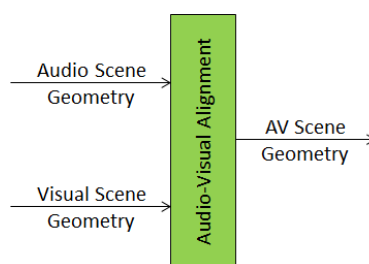 Audio Scene
Geometry
Audio-Visual Alignment
AV Scene
Geometry
Visual Scene
Geometry